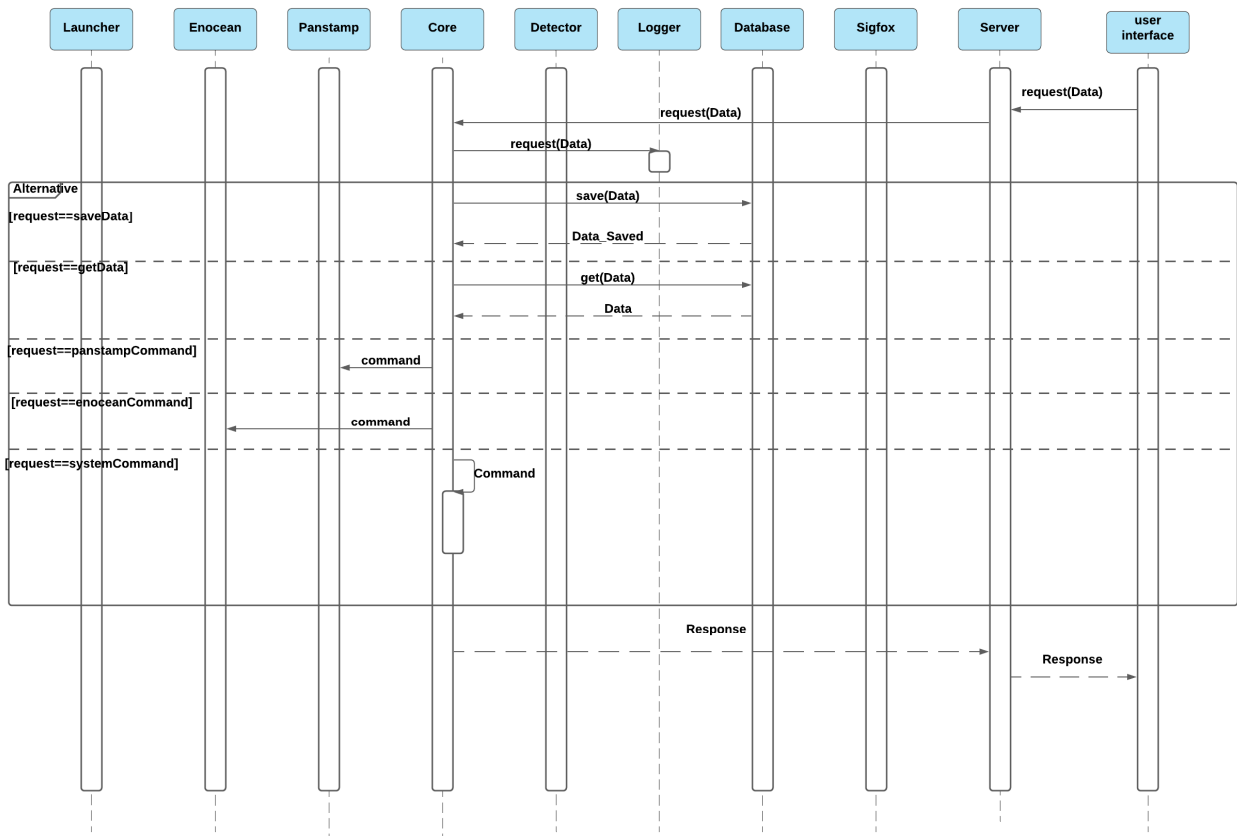 Launcher
Enocean
Panstamp
Core
Detector
Logger
Database
Sigfox
Server
user
interface
request(Data)
request(Data)
request(Data)
Alternative
[request==saveData]
save(Data)
Data_Saved
[request==getData]
get(Data)
Data
[request==panstampCommand]
command
[request==enoceanCommand]
command
[request==systemCommand]
Command
Response
Response